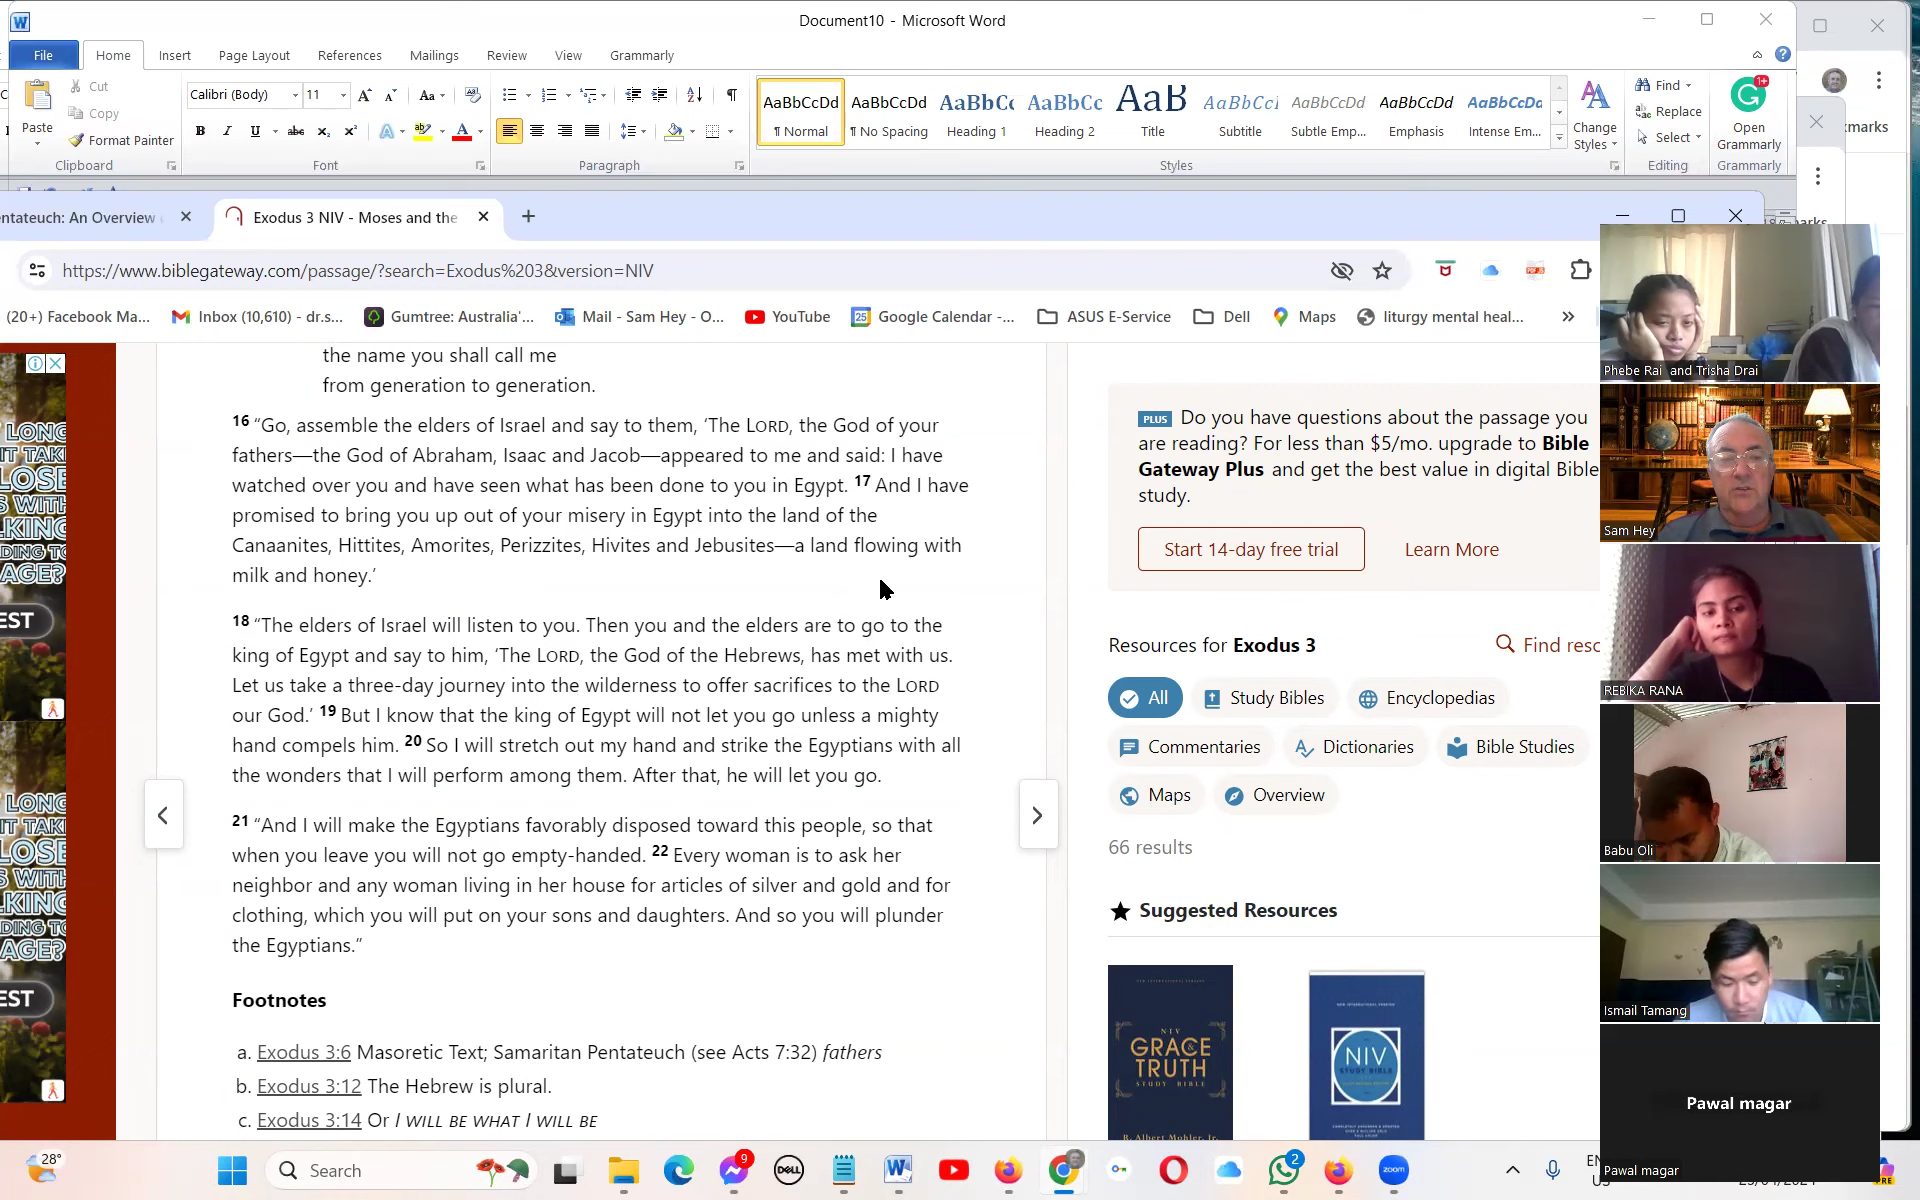 Document10 - Microsoft Word
File Home Insert Page Layout References Mailings Review View Grammarly
Paste
Cut
Copy
Format Painter
Clipboard
Calibri (Body) 11
Font
Paragraph
AaBbCcDd AaBbCcDd AaBbCc AaBbCc AaB AaBbCcl AaBbCcDd AaBbCcDd AaBbCcDd
¶ Normal ¶ No Spacing Heading 1 Heading 2 Title Subtitle Subtle Emp... Emphasis Intense Em...
Styles
Change Styles
Find
Replace
Select
Editing
Open Grammarly
Grammarly
kmarks
entateuch: An Overview
Exodus 3 NIV - Moses and the
https://www.biblegateway.com/passage/?search=Exodus%203&version=NIV
(20+) Facebook Ma... Inbox (10,610) - dr.s... Gumtree: Australia'... Mail - Sam Hey - O... YouTube Google Calendar -... ASUS E-Service Dell Maps liturgy mental heal... »
the name you shall call me
from generation to generation.
16 “Go, assemble the elders of Israel and say to them, ‘The LORD, the God of your
fathers—the God of Abraham, Isaac and Jacob—appeared to me and said: I have
watched over you and have seen what has been done to you in Egypt. 17 And I have
promised to bring you up out of your misery in Egypt into the land of the
Canaanites, Hittites, Amorites, Perizzites, Hivites and Jebusites—a land flowing with
milk and honey.’
18 “The elders of Israel will listen to you. Then you and the elders are to go to the
king of Egypt and say to him, ‘The LORD, the God of the Hebrews, has met with us.
Let us take a three-day journey into the wilderness to offer sacrifices to the LORD
our God.’ 19 But I know that the king of Egypt will not let you go unless a mighty
hand compels him. 20 So I will stretch out my hand and strike the Egyptians with all
the wonders that I will perform among them. After that, he will let you go.
21 “And I will make the Egyptians favorably disposed toward this people, so that
when you leave you will not go empty-handed. 22 Every woman is to ask her
neighbor and any woman living in her house for articles of silver and gold and for
clothing, which you will put on your sons and daughters. And so you will plunder
the Egyptians.”
Footnotes
a. Exodus 3:6 Masoretic Text; Samaritan Pentateuch (see Acts 7:32) fathers
b. Exodus 3:12 The Hebrew is plural.
c. Exodus 3:14 Or I WILL BE WHAT I WILL BE
PLUS Do you have questions about the passage you
are reading? For less than $5/mo. upgrade to Bible
Gateway Plus and get the best value in digital Bible
study.
Start 14-day free trial
Learn More
Resources for Exodus 3
Find resc
All Study Bibles Encyclopedias
Commentaries Dictionaries Bible Studies
Maps Overview
66 results
Suggested Resources
NIV
GRACE & TRUTH
STUDY BIBLE
R. Albert Mohler, Jr.
NIV
STUDY BIBLE
Phebe Rai and Trisha Drai
Sam Hey
REBIKA RANA
Babu Oli
Ismail Tamang
Pawal magar
Pawal magar
28°
Search
9
DELL
2
zoom